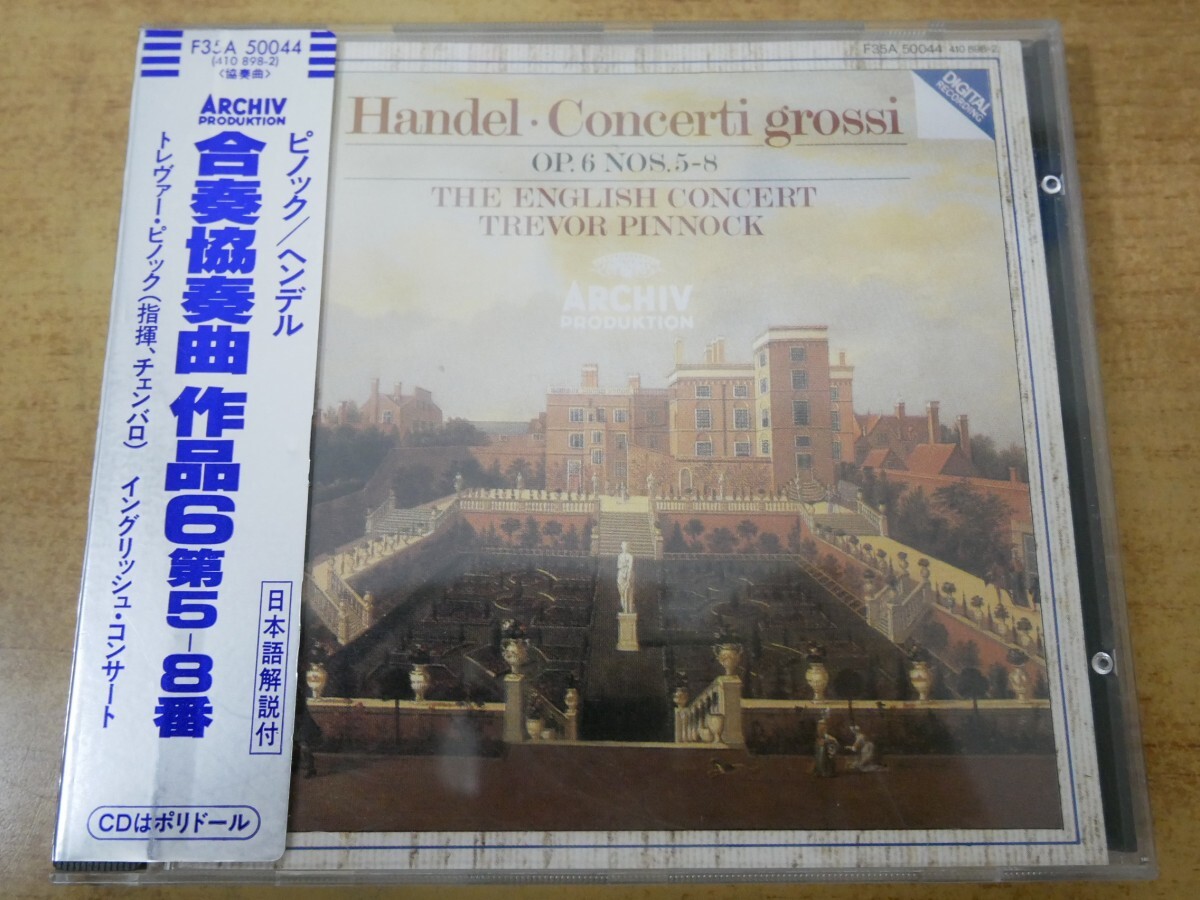 F35A 50044
(410 898-2)
〈協奏曲〉
ARCHIV
PRODUKTION
ピノック/ヘンデル
合奏協奏曲 作品6 第5-8番
トレヴァー・ピノック(指揮、チェンバロ) イングリッシュ・コンサート
日本語解説付
CDはポリドール
F35A 50044 410 898-2
DIGITAL
RECORDING
Handel · Concerti grossi
OP. 6 NOS. 5-8
THE ENGLISH CONCERT
TREVOR PINNOCK
ARCHIV
PRODUKTION